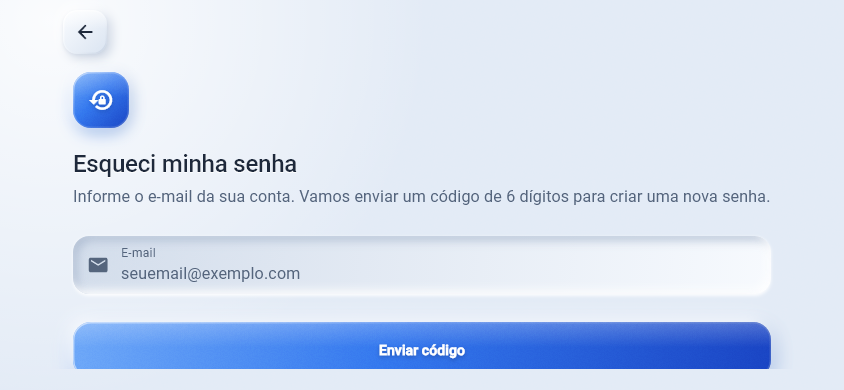 Esqueci minha senha
Informe o e-mail da sua conta. Vamos enviar um código de 6 dígitos para criar uma nova senha.
E-mail
seuemail@exemplo.com
Enviar código